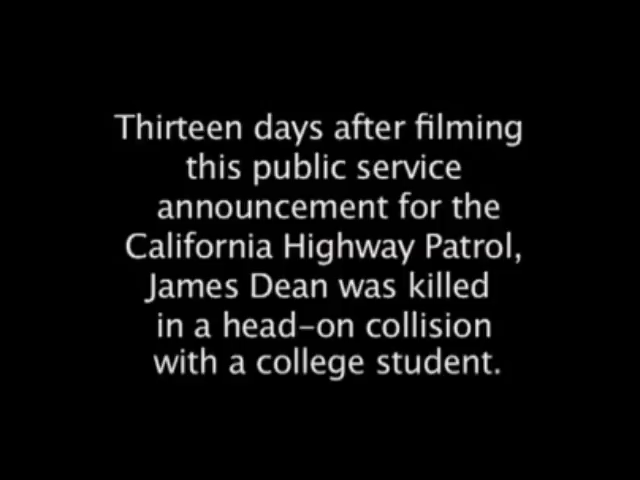 Thirteen days after filming
this public service
announcement for the
California Highway Patrol,
James Dean was killed
in a head-on collision
with a college student.